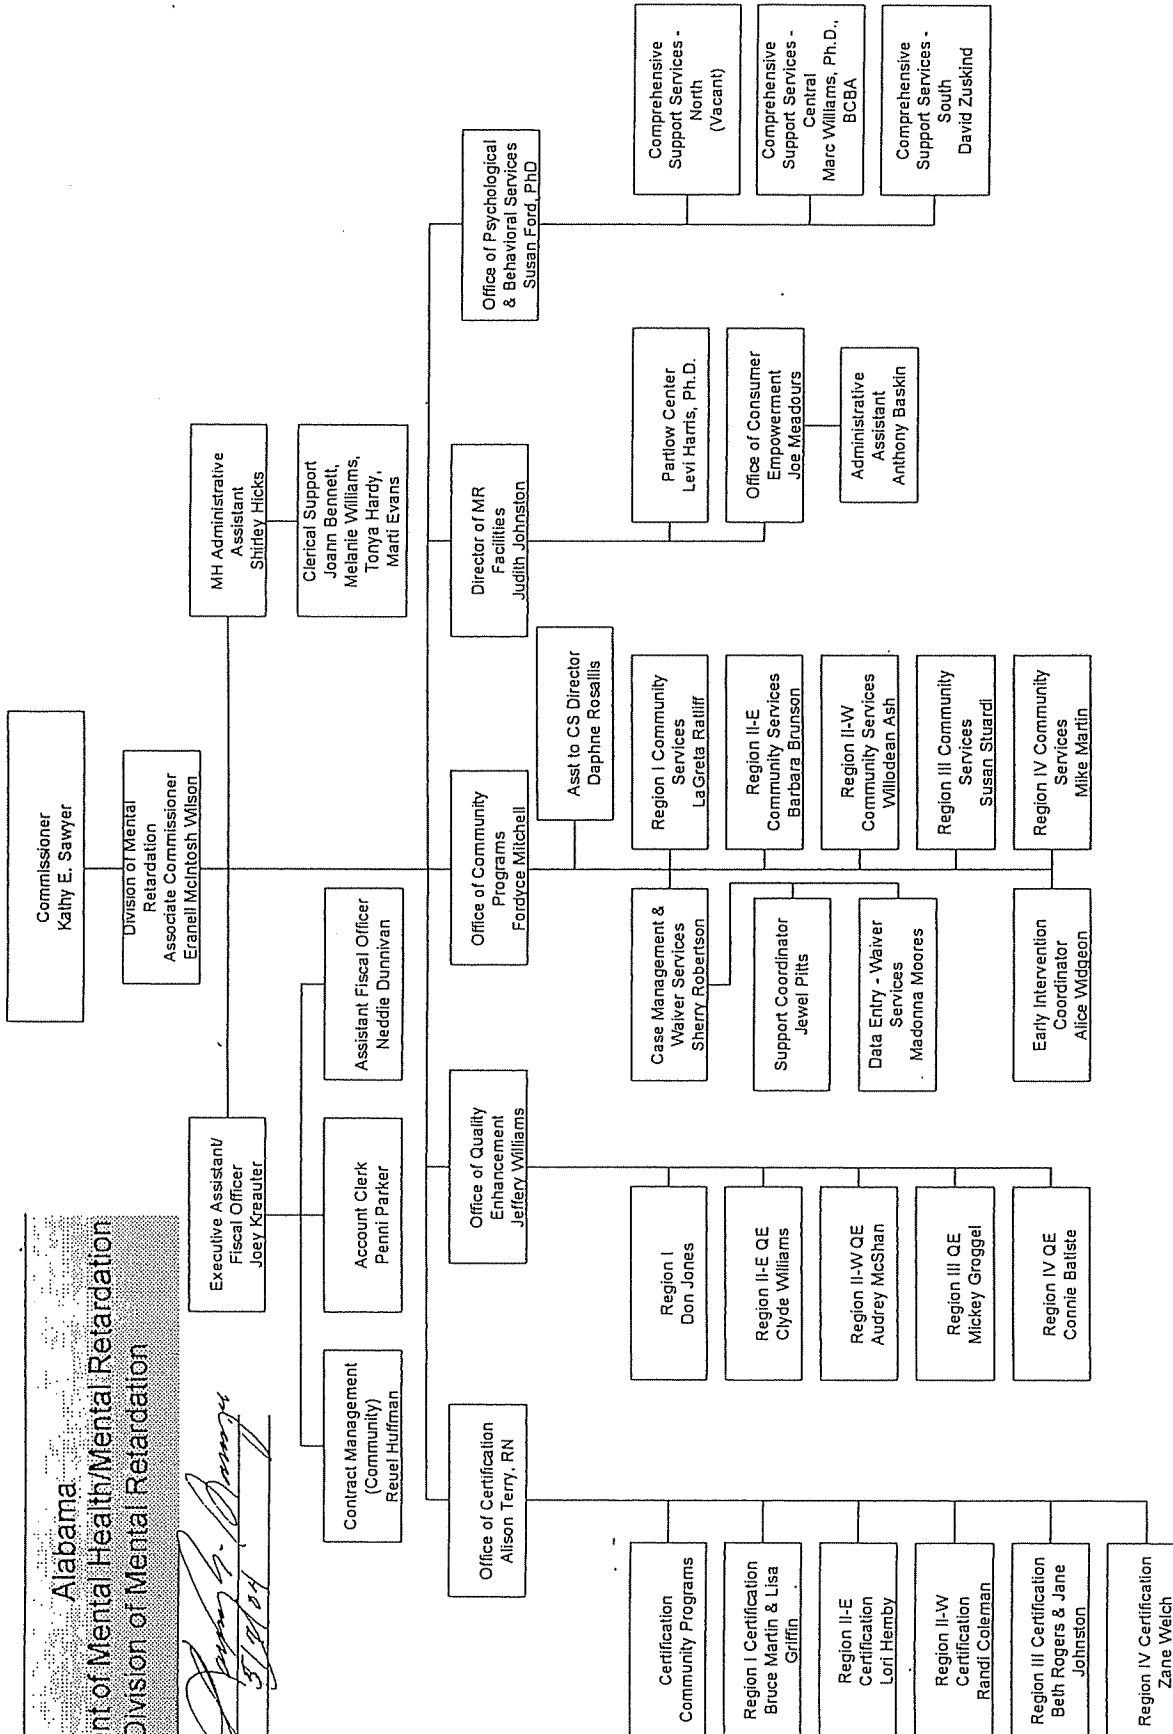 Alabama
nt of Mental Health/Mental Retardation
Division of Mental Retardation
3/2/04
Commissioner
Kathy E. Sawyer
Division of Mental
Retardation
Associate Commissioner
Eranell McIntosh Wilson
Executive Assistant/
Fiscal Officer
Joey Kreauter
MH Administrative
Assistant
Shirley Hicks
Clerical Support
Joann Bennett,
Melanie Williams,
Tonya Hardy,
Marti Evans
Contract Management
(Community)
Reuel Huffman
Account Clerk
Penni Parker
Assistant Fiscal Officer
Neddie Dunnivan
Office of Certification
Alison Terry, RN
Office of Quality
Enhancement
Jeffery Williams
Office of Community
Programs
Fordyce Mitchell
Director of MR
Facilities
Judith Johnston
Office of Psychological
& Behavioral Services
Susan Ford, PhD
Certification
Community Programs
Region I Certification
Bruce Martin & Lisa
Griffin
Region II-E
Certification
Lori Hemby
Region II-W
Certification
Randi Coleman
Region III Certification
Beth Rogers & Jane
Johnston
Region IV Certification
Zane Welch
Region I
Don Jones
Region II-E QE
Clyde Williams
Region II-W QE
Audrey McShan
Region III QE
Mickey Groggel
Region IV QE
Connie Batiste
Asst to CS Director
Daphne Rosallis
Case Management &
Waiver Services
Sherry Robertson
Support Coordinator
Jewel Pitts
Data Entry - Waiver
Services
Madonna Moores
Early Intervention
Coordinator
Alice Widgeon
Region I Community
Services
LaGreta Ratliff
Region II-E
Community Services
Barbara Brunson
Region II-W
Community Services
Willodean Ash
Region III Community
Services
Susan Stuardi
Region IV Community
Services
Mike Martin
Partlow Center
Levi Harris, Ph.D.
Office of Consumer
Empowerment
Joe Meadours
Administrative
Assistant
Anthony Baskin
Comprehensive
Support Services -
North
(Vacant)
Comprehensive
Support Services -
Central
Marc Williams, Ph.D.,
BCBA
Comprehensive
Support Services -
South
David Zuskind